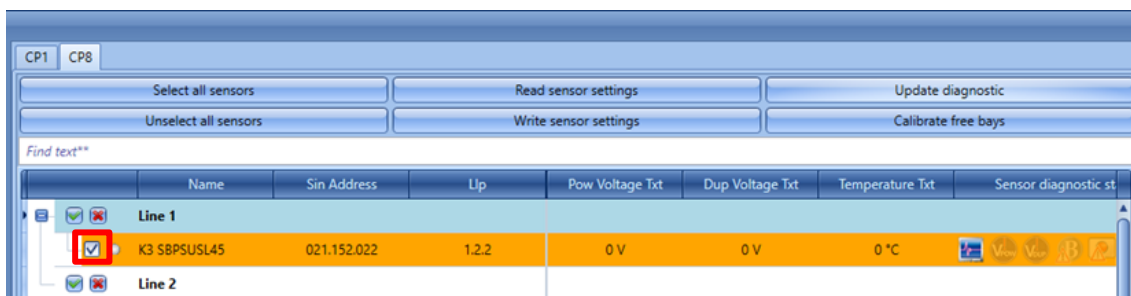 CP1 CP8
Select all sensors Read sensor settings Update diagnostic
Unselect all sensors Write sensor settings Calibrate free bays
Find text**
Name Sin Address Llp Pow Voltage Txt Dup Voltage Txt Temperature Txt Sensor diagnostic st
Line 1
K3 SBPSUSL45 021.152.022 1.2.2 0 V 0 V 0 °C
Line 2